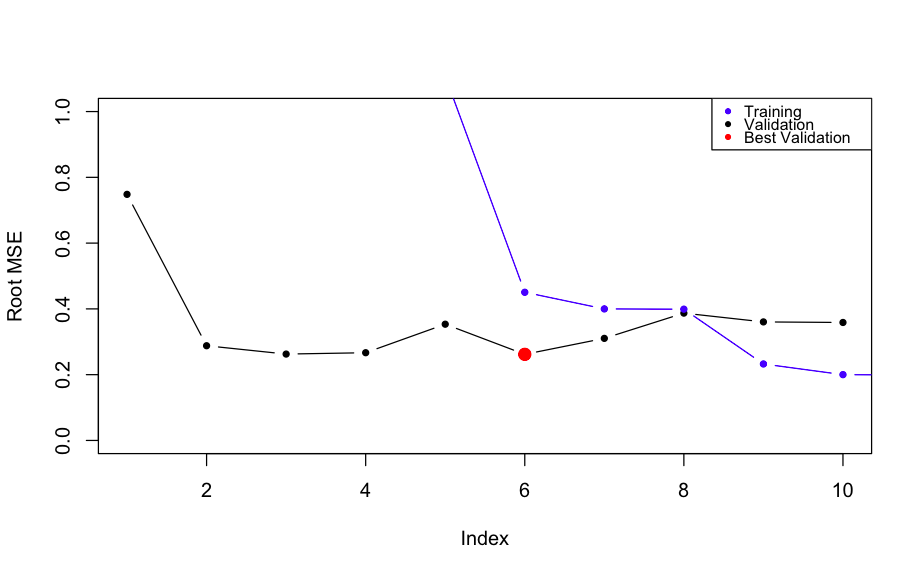 Training
Validation
Best Validation
1.0
0.8
0.6
0.4
0.2
0.0
Root MSE
2 4 6 8 10
Index